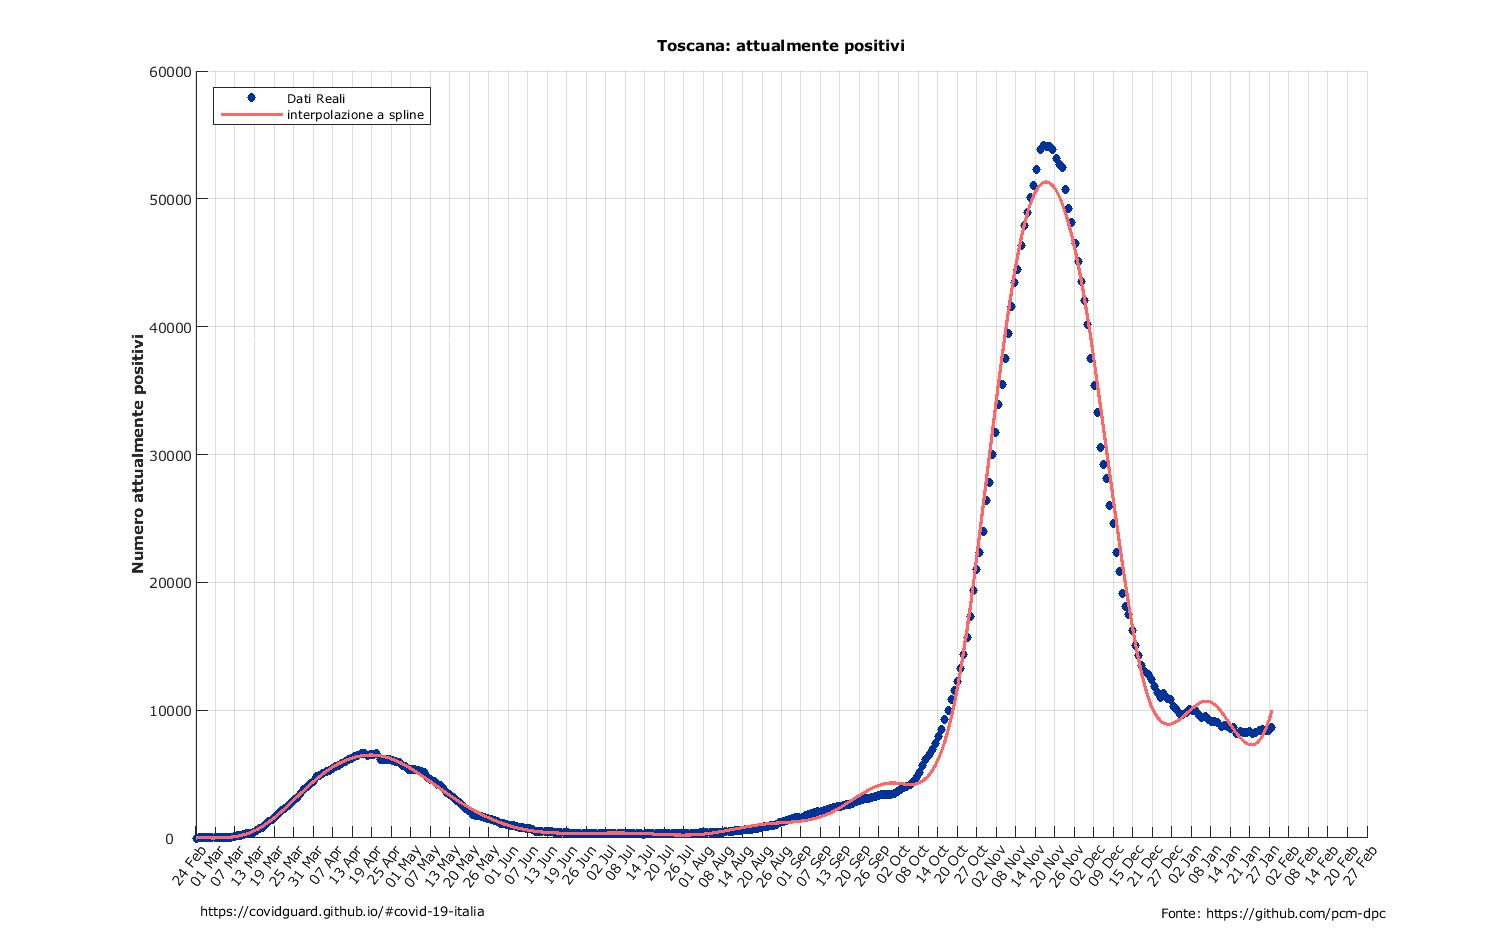 Toscana: attualmente positivi
60000
Dati Reali
interpolazione a spline
50000
40000
Numero attualmente positivi
30000
20000
10000
0
24 Feb
01 Mar
07 Mar
13 Mar
19 Mar
25 Mar
31 Mar
07 Apr
13 Apr
19 Apr
25 Apr
01 May
07 May
13 May
20 May
26 May
01 Jun
07 Jun
13 Jun
19 Jun
26 Jun
02 Jul
08 Jul
14 Jul
20 Jul
26 Jul
01 Aug
08 Aug
14 Aug
20 Aug
26 Aug
01 Sep
07 Sep
13 Sep
20 Sep
26 Sep
02 Oct
08 Oct
14 Oct
20 Oct
27 Oct
02 Nov
08 Nov
14 Nov
20 Nov
26 Nov
02 Dec
09 Dec
15 Dec
21 Dec
27 Dec
02 Jan
08 Jan
14 Jan
21 Jan
27 Jan
02 Feb
08 Feb
14 Feb
20 Feb
27 Feb
https://covidguard.github.io/#covid-19-italia
Fonte: https://github.com/pcm-dpc